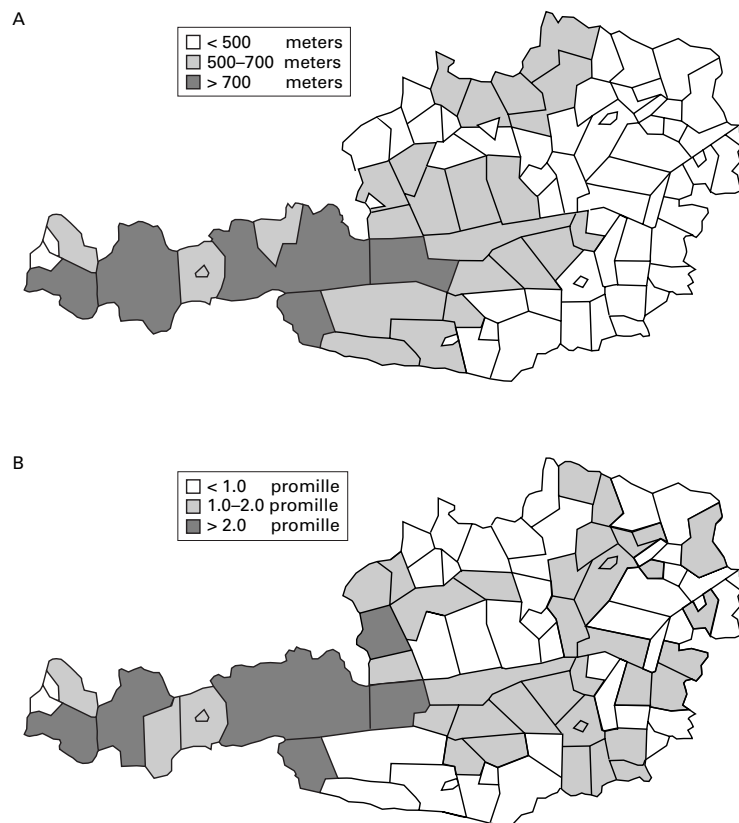 A
< 500 meters
500–700 meters
> 700 meters
B
< 1.0 promille
1.0–2.0 promille
> 2.0 promille